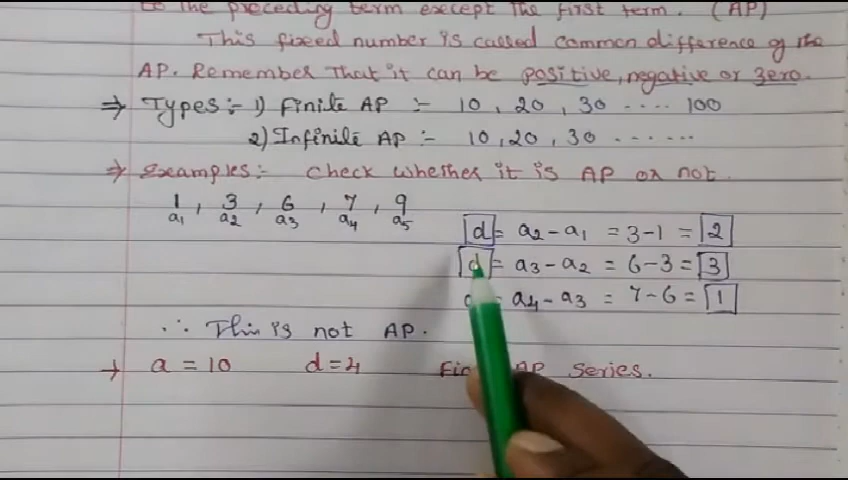 to the preceding term except the first term. (AP)
This fixed number is called common difference of the
AP. Remember that it can be positive, negative or zero.
⇒ Types:- 1) Finite AP :- 10, 20, 30 ..... 100
2) Infinite AP :- 10, 20, 30 .......
⇒ Examples:- Check whether it is AP or not.
1, 3, 6, 7, 9
a₁ a₂ a₃ a₄ a₅
d = a₂ - a₁ = 3-1 = 2
d = a₃ - a₂ = 6-3 = 3
= a₄ - a₃ = 7-6 = 1
∴ This is not AP.
→ a = 10 d = 4 AP Series.